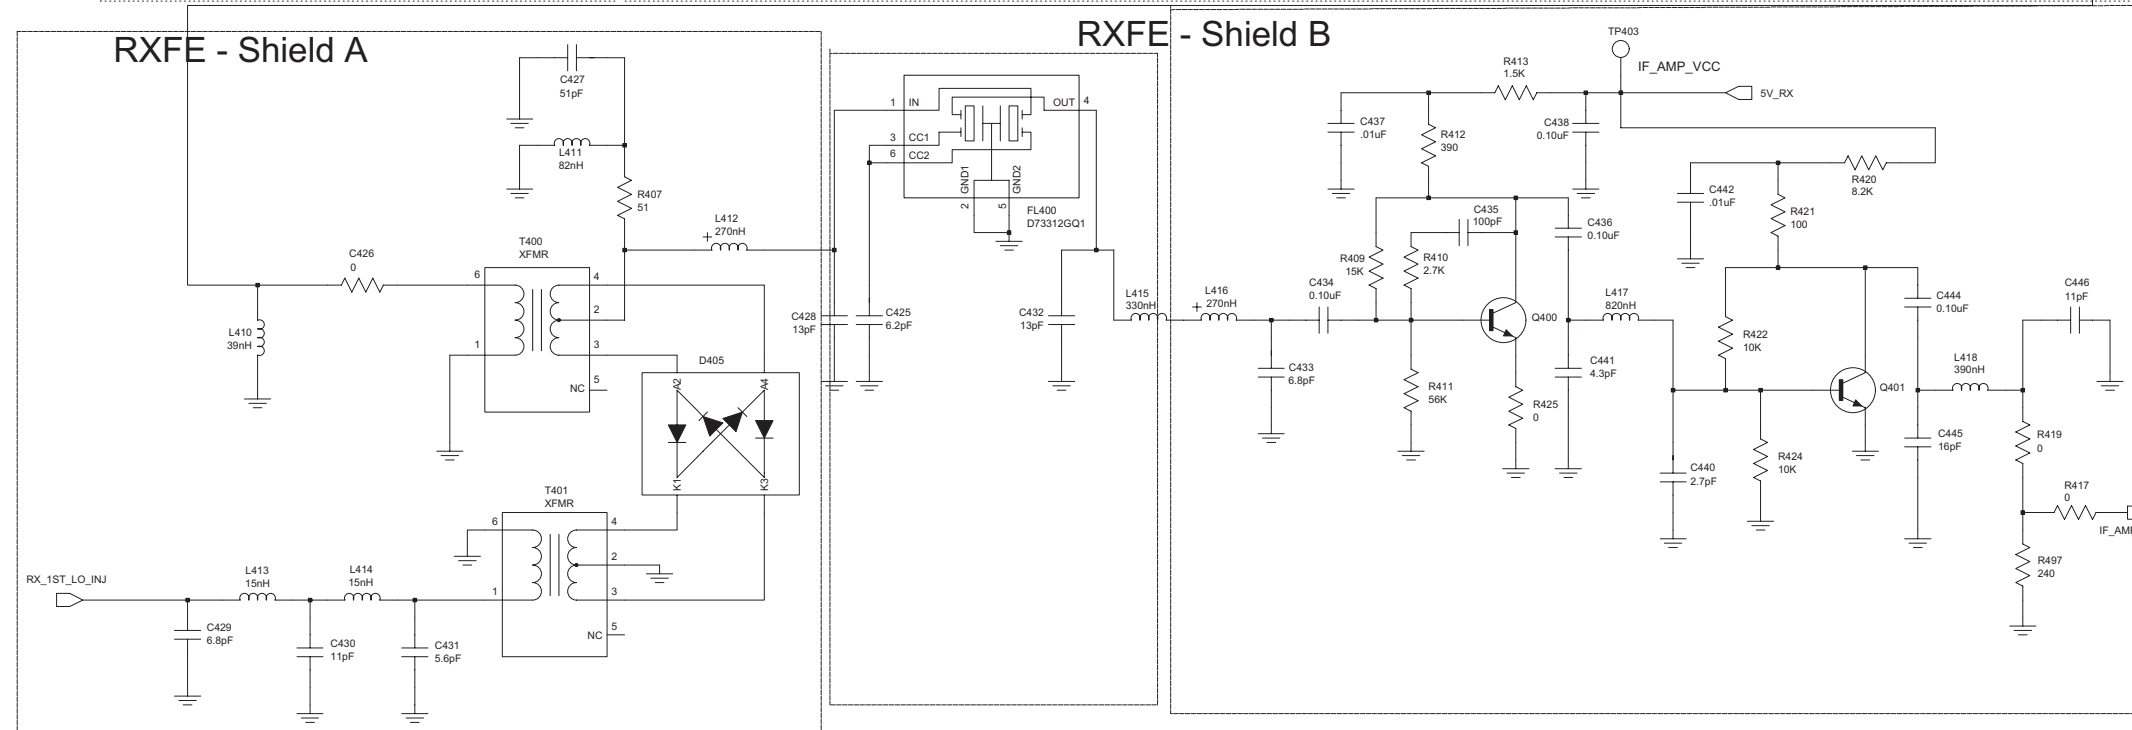 RXFE - Shield A
RXFE - Shield B
C427
51pF
L411
82nH
R407
51
L412
+ 270nH
T400
XFMR
C426
0
L410
39nH
6
4
2
1
3
5
NC
D405
A2
A4
K1
K3
T401
XFMR
6
4
2
1
3
5
NC
RX_1ST_LO_INJ
L413
15nH
L414
15nH
C429
6.8pF
C430
11pF
C431
5.6pF
1
IN
OUT
4
3
CC1
6
CC2
GND1
GND2
2
5
FL400
D73312GQ1
C428
13pF
C425
6.2pF
C432
13pF
L415
330nH
L416
+ 270nH
C434
0.10uF
C433
6.8pF
TP403
IF_AMP_VCC
R413
1.5K
5V_RX
C437
.01uF
R412
390
C438
0.10uF
C435
100pF
C436
0.10uF
R409
15K
R410
2.7K
Q400
R411
56K
R425
0
C441
4.3pF
L417
820nH
C442
.01uF
R421
100
R420
8.2K
R422
10K
C440
2.7pF
R424
10K
Q401
C444
0.10uF
C445
16pF
L418
390nH
C446
11pF
R419
0
R417
0
R497
240